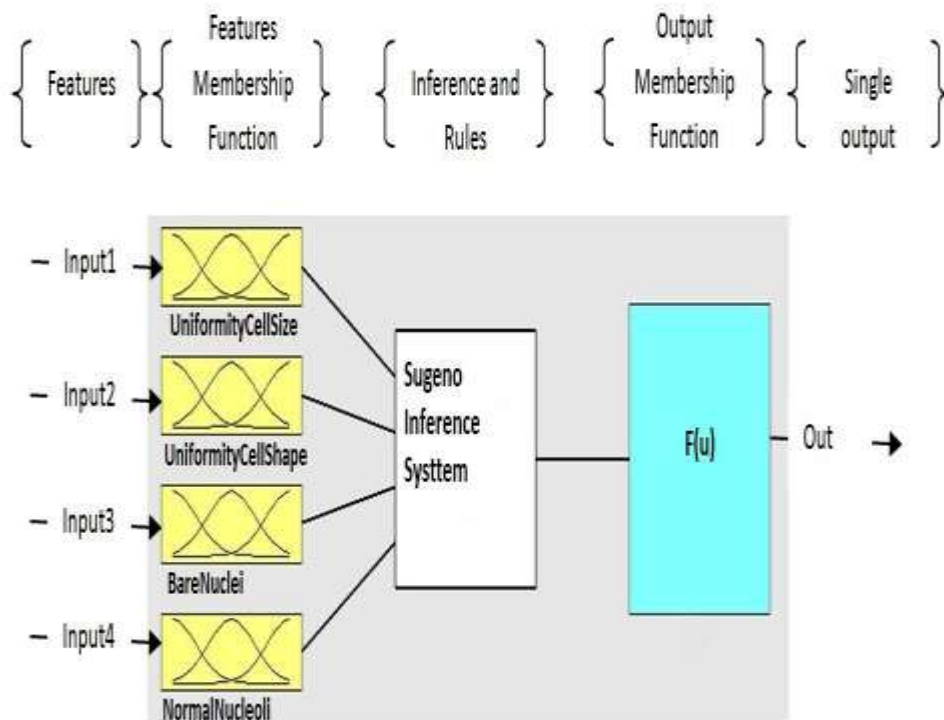 Features
Features
Membership
Function
Inference and
Rules
Output
Membership
Function
Single
output
Input1
UniformityCellSize
Input2
UniformityCellShape
Input3
BareNuclei
Input4
NormalNucleoli
Sugeno
Inference
Systtem
F(u)
Out